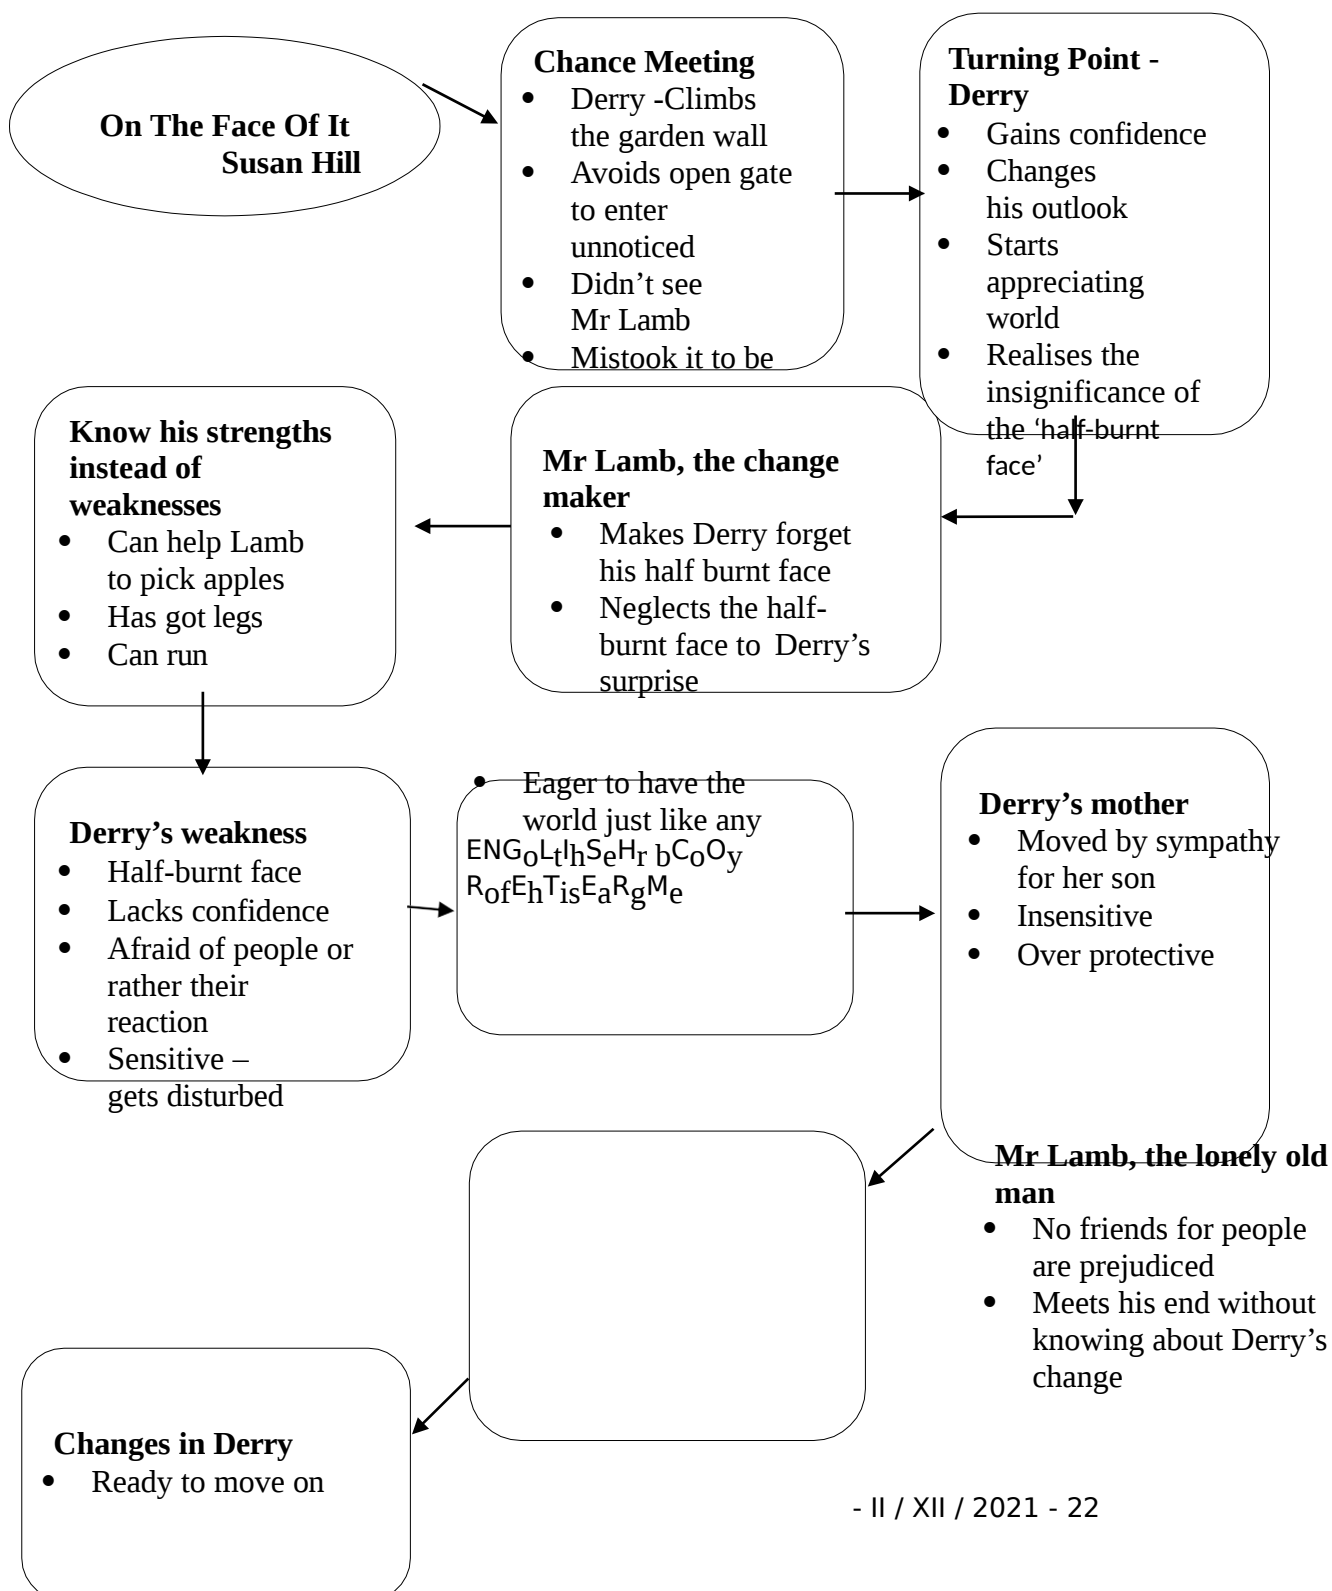 On The Face Of It
Susan Hill
Chance Meeting
• Derry -Climbs
the garden wall
• Avoids open gate
to enter
unnoticed
• Didn’t see
Mr Lamb
• Mistook it to be
Turning Point -
Derry
• Gains confidence
• Changes
his outlook
• Starts
appreciating
world
• Realises the
insignificance of
the ‘half-burnt
face’
Mr Lamb, the change
maker
• Makes Derry forget
his half burnt face
• Neglects the half-
burnt face to Derry’s
surprise
Know his strengths
instead of
weaknesses
• Can help Lamb
to pick apples
• Has got legs
• Can run
Derry’s weakness
• Half-burnt face
• Lacks confidence
• Afraid of people or
rather their
reaction
• Sensitive –
gets disturbed
• Eager to have the
world just like any
ENGoLtIhSeHr bCoOy
RofEhTisEaRgMe
Derry’s mother
• Moved by sympathy
for her son
• Insensitive
• Over protective
Mr Lamb, the lonely old
man
• No friends for people
are prejudiced
• Meets his end without
knowing about Derry’s
change
Changes in Derry
• Ready to move on
- II / XII / 2021 - 22